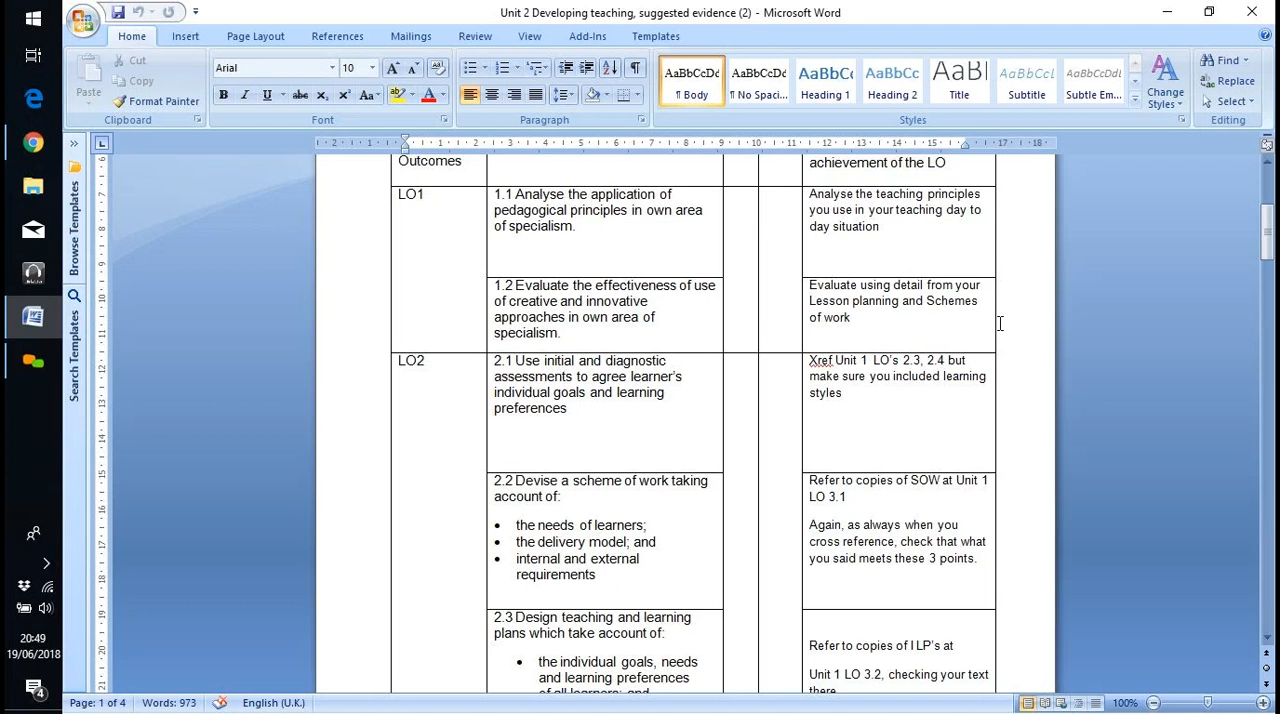 Unit 2 Developing teaching, suggested evidence (2) - Microsoft Word
Home Insert Page Layout References Mailings Review View Add-Ins Templates
Paste
Cut
Copy
Format Painter
Clipboard
Arial 10
Font
Paragraph
AaBbCcDd AaBbCcDd AaBbCc AaBbCc AaBl AaBbCcl AaBbCcDdl
¶ Body ¶ No Spaci... Heading 1 Heading 2 Title Subtitle Subtle Em...
Change
Styles
Styles
Find
Replace
Select
Editing
Browse Templates
Search Templates
Outcomes
achievement of the LO
LO1
1.1 Analyse the application of
pedagogical principles in own area
of specialism.
Analyse the teaching principles
you use in your teaching day to
day situation
1.2 Evaluate the effectiveness of use
of creative and innovative
approaches in own area of
specialism.
Evaluate using detail from your
Lesson planning and Schemes
of work
LO2
2.1 Use initial and diagnostic
assessments to agree learner's
individual goals and learning
preferences
Xref Unit 1 LO's 2.3, 2.4 but
make sure you included learning
styles
2.2 Devise a scheme of work taking
account of:
• the needs of learners;
• the delivery model; and
• internal and external
requirements
Refer to copies of SOW at Unit 1
LO 3.1
Again, as always when you
cross reference, check that what
you said meets these 3 points.
2.3 Design teaching and learning
plans which take account of:
• the individual goals, needs
and learning preferences
of all learners; and
Refer to copies of ILP's at
Unit 1 LO 3.2, checking your text
there
20:49
19/06/2018
4
Page: 1 of 4 Words: 973 English (U.K.) 100%